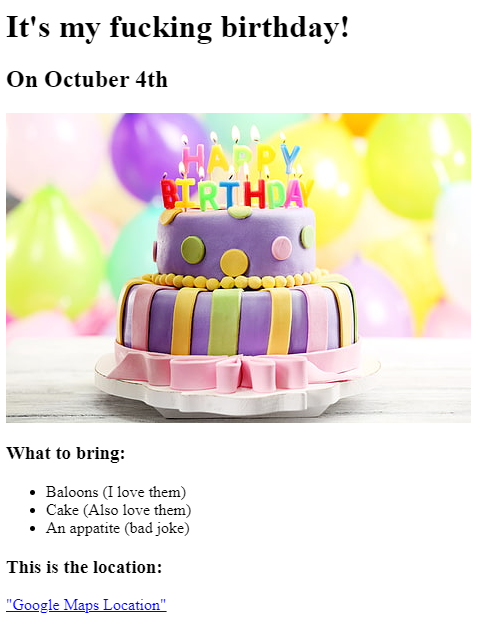 It's my fucking birthday!
On Octuber 4th
HAPPY
BIRTHDAY
What to bring:
Baloons (I love them)
Cake (Also love them)
An appatite (bad joke)
This is the location:
"Google Maps Location"